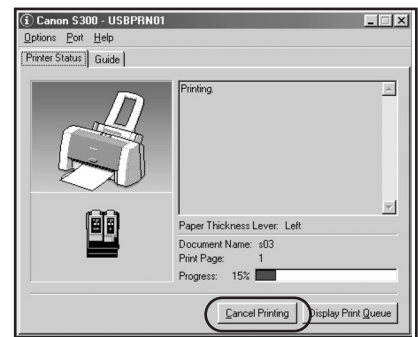 Canon S300 - USBPRN01
Options Port Help
Printer Status Guide
Printing.
Paper Thickness Lever: Left
Document Name: s03
Print Page: 1
Progress: 15%
Cancel Printing Display Print Queue